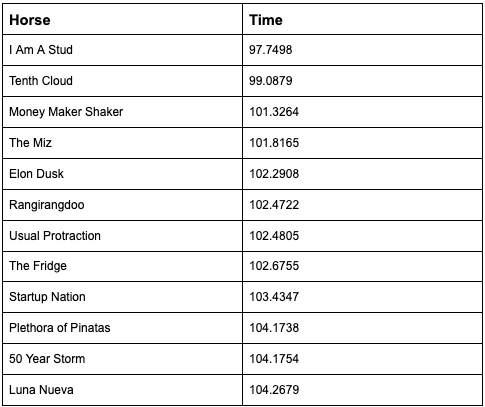 Horse Time
I Am A Stud 97.7498
Tenth Cloud 99.0879
Money Maker Shaker 101.3264
The Miz 101.8165
Elon Dusk 102.2908
Rangirangdoo 102.4722
Usual Protraction 102.4805
The Fridge 102.6755
Startup Nation 103.4347
Plethora of Pinatas 104.1738
50 Year Storm 104.1754
Luna Nueva 104.2679